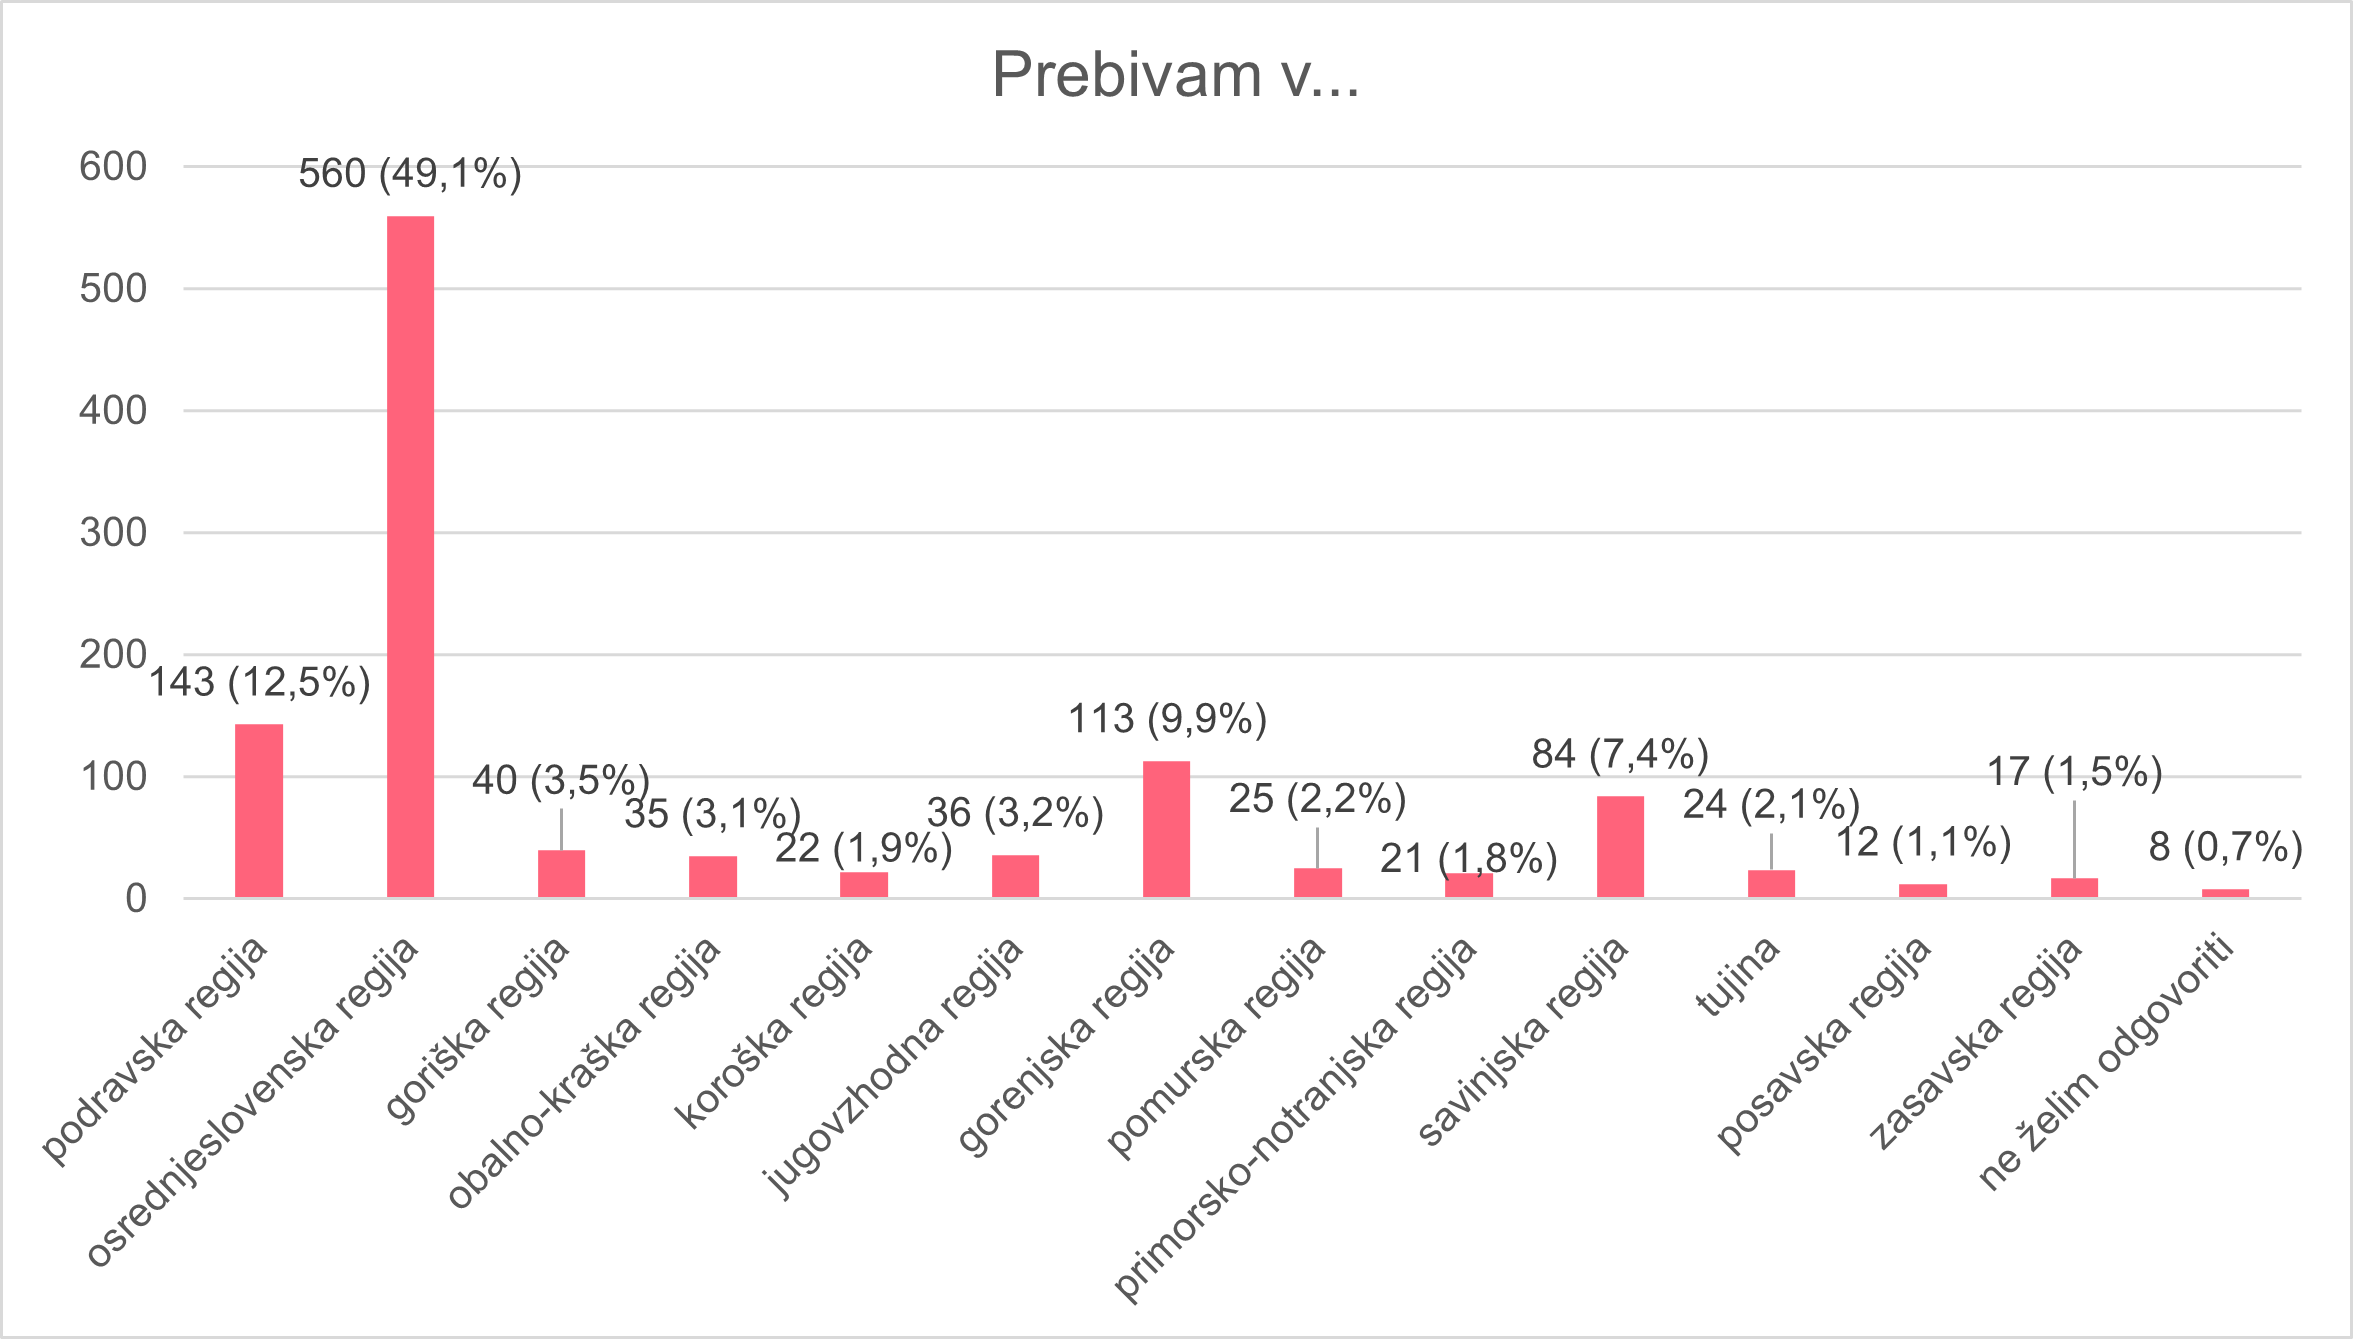 Prebivam v...
600
500
400
300
200
100
0
143 (12,5%)
560 (49,1%)
40 (3,5%)
35 (3,1%)
22 (1,9%)
36 (3,2%)
113 (9,9%)
25 (2,2%)
21 (1,8%)
84 (7,4%)
24 (2,1%)
12 (1,1%)
17 (1,5%)
8 (0,7%)
podravska regija
osrednjeslovenska regija
goriška regija
obalno-kraška regija
koroška regija
jugovzhodna regija
gorenjska regija
pomurska regija
primorsko-notranjska regija
savinjska regija
tujina
posavska regija
zasavska regija
ne želim odgovoriti